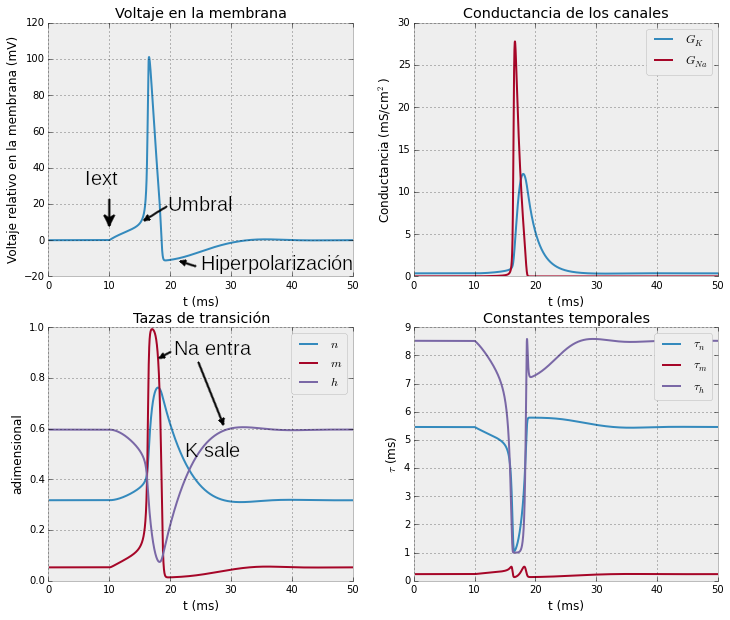 Voltaje en la membrana
Voltaje relativo en la membrana (mV)
120
100
80
60
40
20
0
−20
Iext
Umbral
Hiperpolarización
0 10 20 30 40 50
t (ms)
Conductancia de los canales
Conductancia (mS/cm²)
30
25
20
15
10
5
0
G_K
G_Na
0 10 20 30 40 50
t (ms)
Tazas de transición
adimensional
1.0
0.8
0.6
0.4
0.2
0.0
Na entra
K sale
n
m
h
0 10 20 30 40 50
t (ms)
Constantes temporales
τ (ms)
9
8
7
6
5
4
3
2
1
0
τ_n
τ_m
τ_h
0 10 20 30 40 50
t (ms)